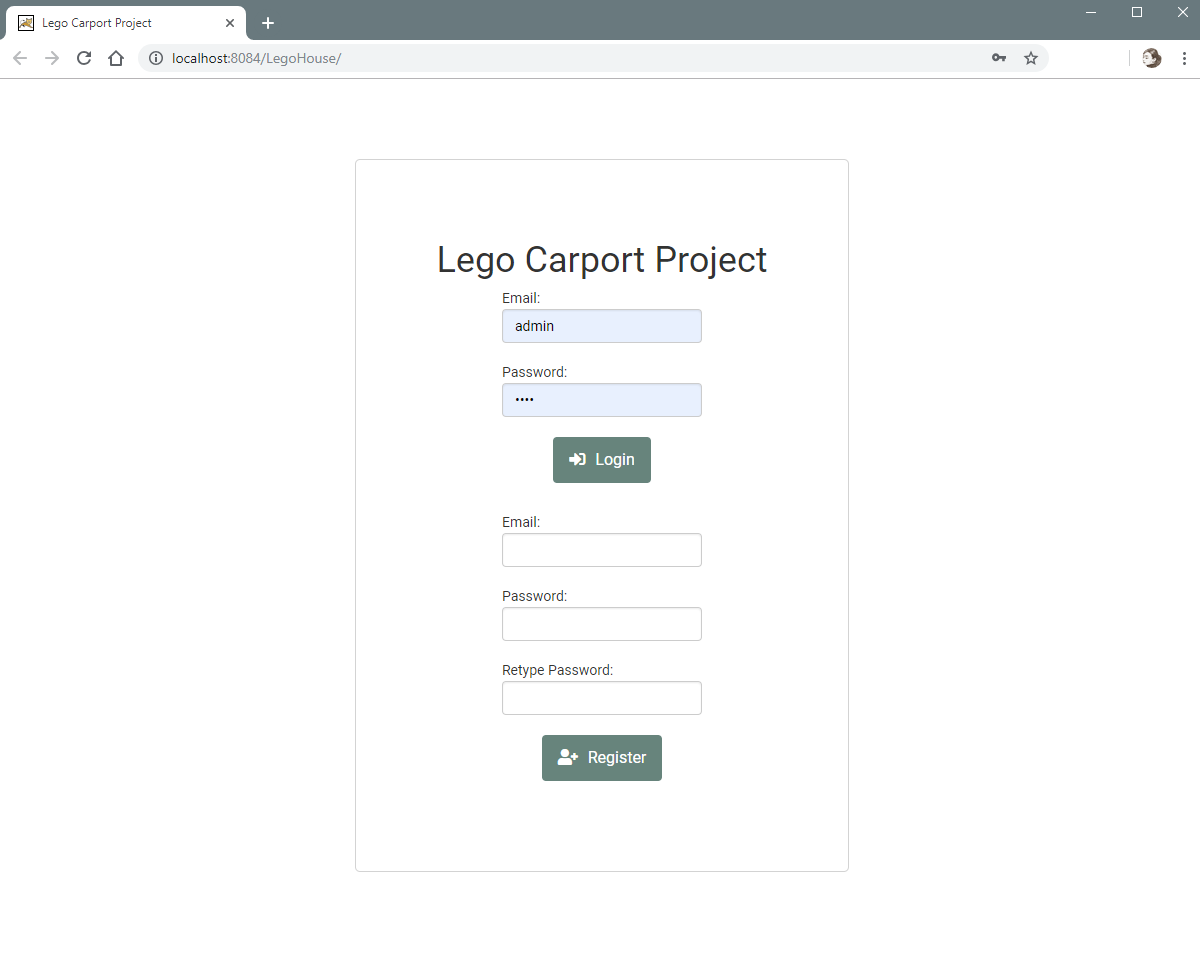 Lego Carport Project
localhost:8084/LegoHouse/
Lego Carport Project
Email:
admin
Password:
••••
Login
Email:
Password:
Retype Password:
Register